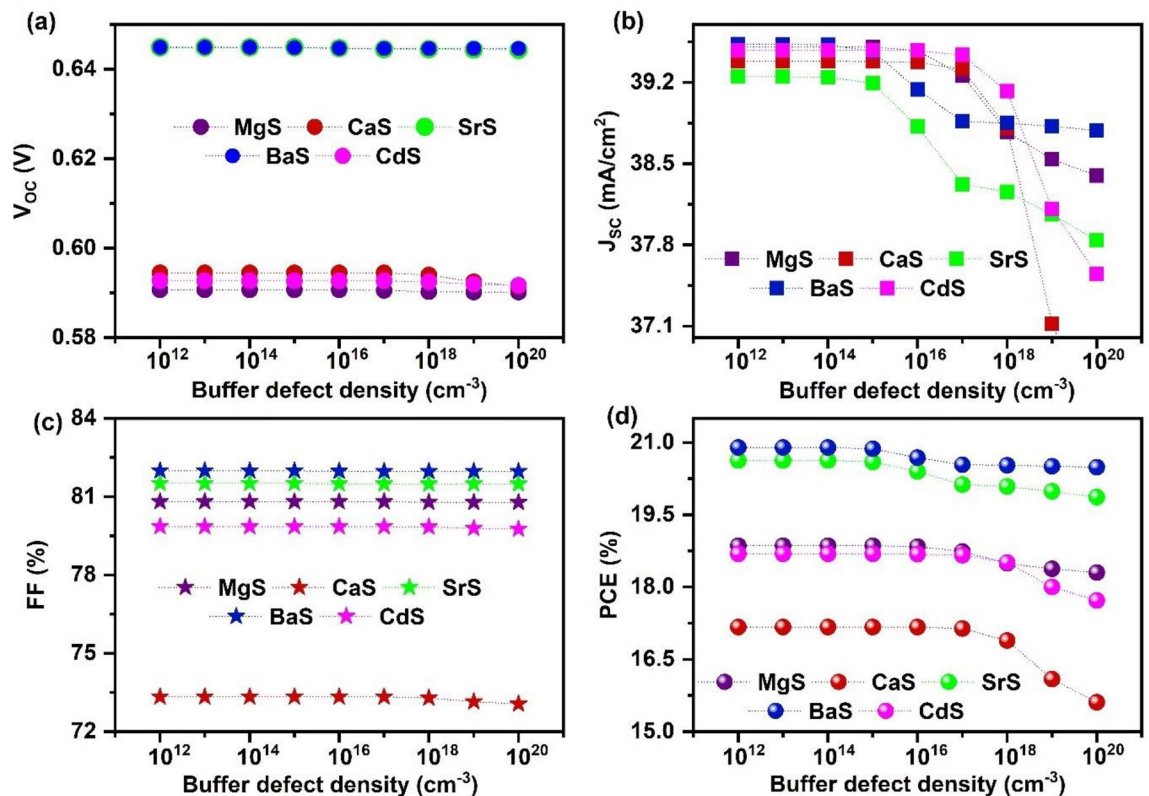 (a)
0.64
0.62
0.60
0.58
V_OC (V)
MgS CaS SrS
BaS CdS
10^12 10^14 10^16 10^18 10^20
Buffer defect density (cm^-3)
(b)
39.2
38.5
37.8
37.1
J_SC (mA/cm^2)
MgS CaS SrS
BaS CdS
10^12 10^14 10^16 10^18 10^20
Buffer defect density (cm^-3)
(c)
84
81
78
75
72
FF (%)
MgS CaS SrS
BaS CdS
10^12 10^14 10^16 10^18 10^20
Buffer defect density (cm^-3)
(d)
21.0
19.5
18.0
16.5
15.0
PCE (%)
MgS CaS SrS
BaS CdS
10^12 10^14 10^16 10^18 10^20
Buffer defect density (cm^-3)